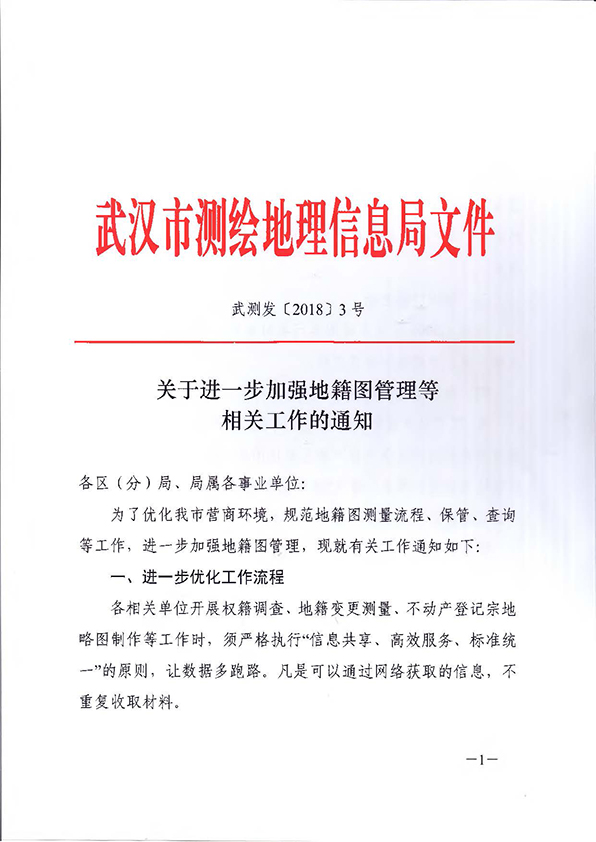 武汉市测绘地理信息局文件
武测发〔2018〕3号
关于进一步加强地籍图管理等
相关工作的通知
各区（分）局、局属各事业单位：
为了优化我市营商环境，规范地籍图测量流程、保管、查询
等工作，进一步加强地籍图管理，现就有关工作通知如下：
一、进一步优化工作流程
各相关单位开展权籍调查、地籍变更测量、不动产登记宗地
略图制作等工作时，须严格执行“信息共享、高效服务、标准统
一”的原则，让数据多跑路。凡是可以通过网络获取的信息，不
重复收取材料。
—1—